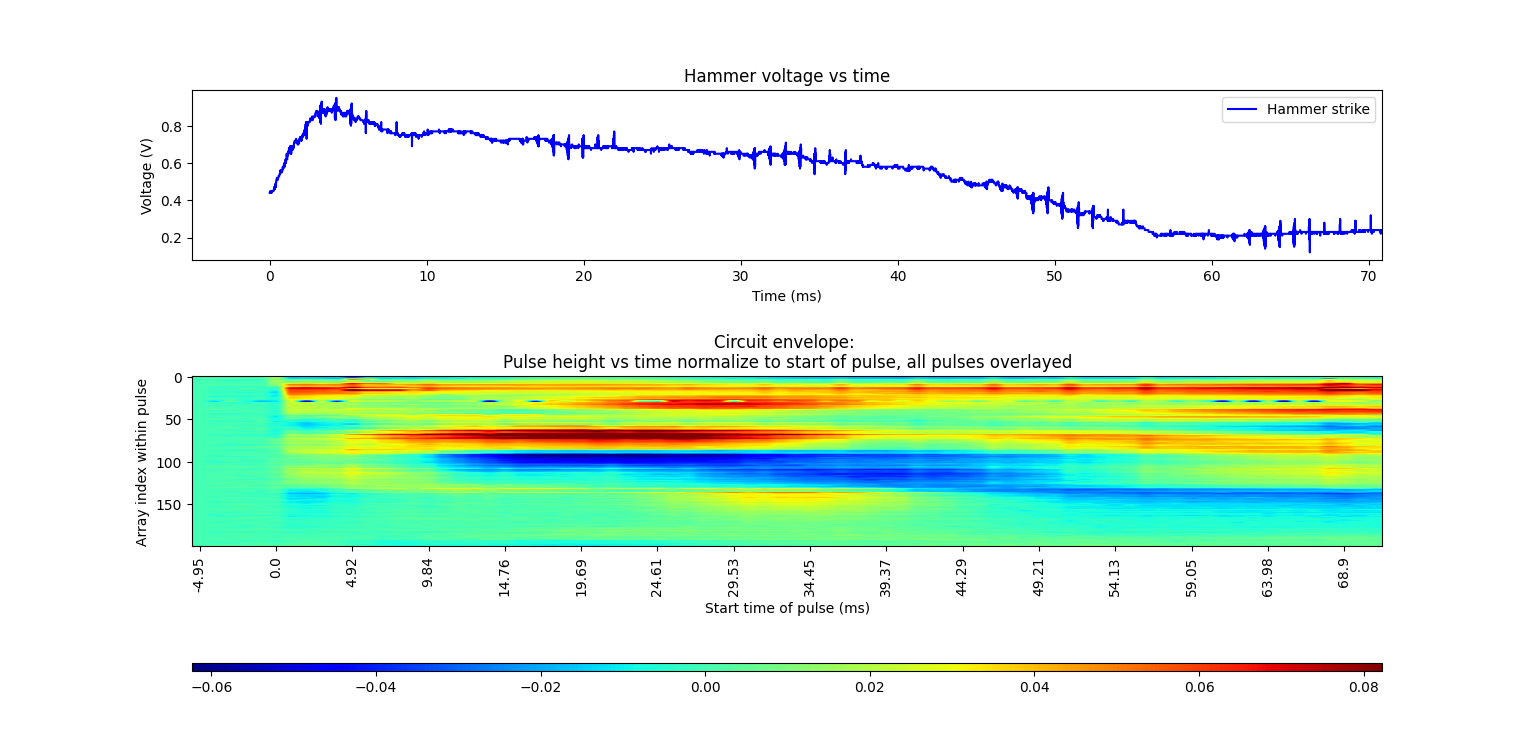 Hammer voltage vs time
Hammer strike
Voltage (V)
0.8
0.6
0.4
0.2
0 10 20 30 40 50 60 70
Time (ms)
Circuit envelope:
Pulse height vs time normalize to start of pulse, all pulses overlayed
Array index within pulse
0
50
100
150
-4.95 0.0 4.92 9.84 14.76 19.69 24.61 29.53 34.45 39.37 44.29 49.21 54.13 59.05 63.98 68.9
Start time of pulse (ms)
−0.06 −0.04 −0.02 0.00 0.02 0.04 0.06 0.08